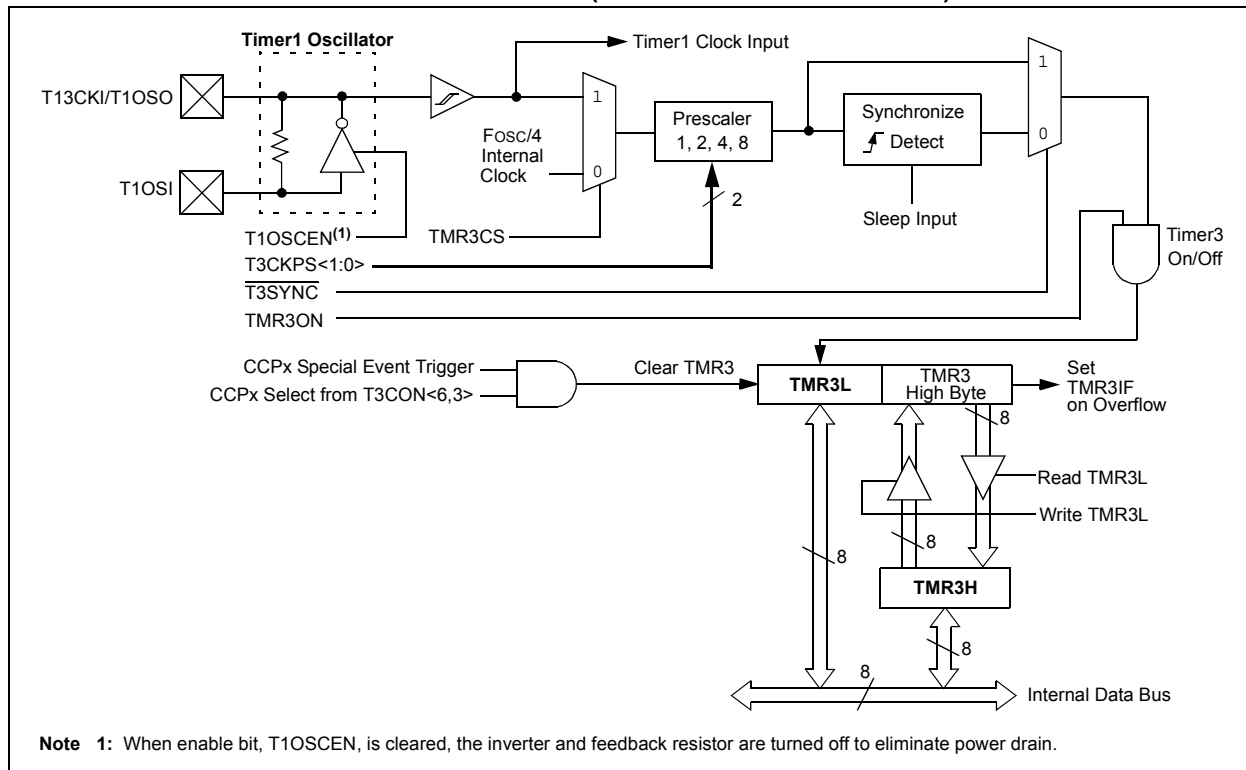 Timer1 Oscillator
Timer1 Clock Input
1
T13CKI/T1OSO
1
Prescaler
1, 2, 4, 8
Synchronize
Detect
FOSC/4
Internal
Clock
0
0
T1OSI
2
Sleep Input
T1OSCEN(1)
TMR3CS
Timer3
On/Off
T3CKPS<1:0>
T3SYNC
TMR3ON
CCPx Special Event Trigger
CCPx Select from T3CON<6,3>
Clear TMR3
TMR3L
TMR3
High Byte
Set
TMR3IF
on Overflow
8
Read TMR3L
Write TMR3L
8
8
TMR3H
8
8
Internal Data Bus
Note 1: When enable bit, T1OSCEN, is cleared, the inverter and feedback resistor are turned off to eliminate power drain.